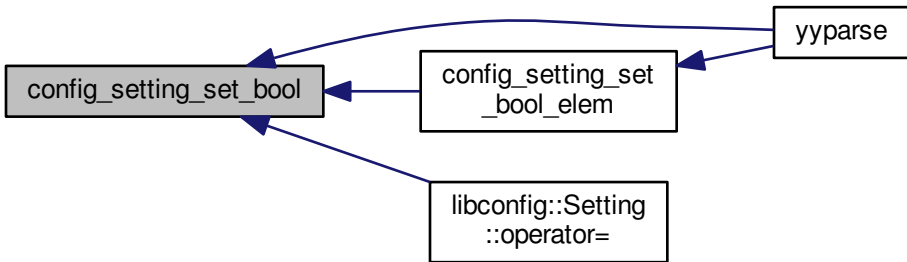 config_setting_set_bool
config_setting_set
_bool_elem
yyparse
libconfig::Setting
::operator=